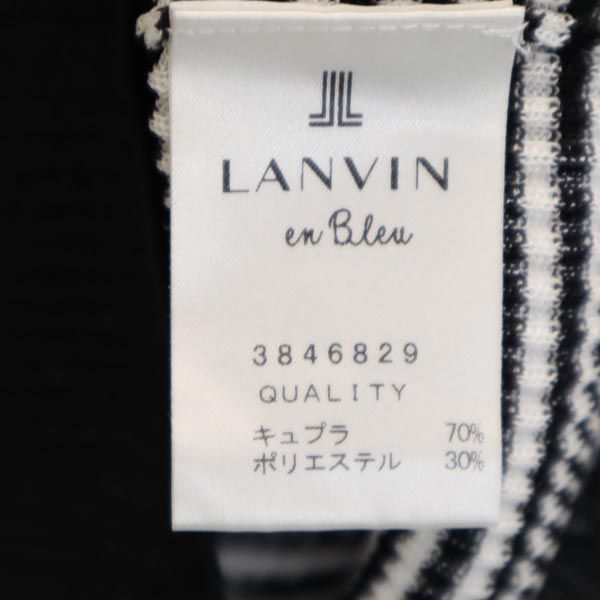 LANVIN
en Bleu
3846829
QUALITY
キュプラ 70%
ポリエステル 30%